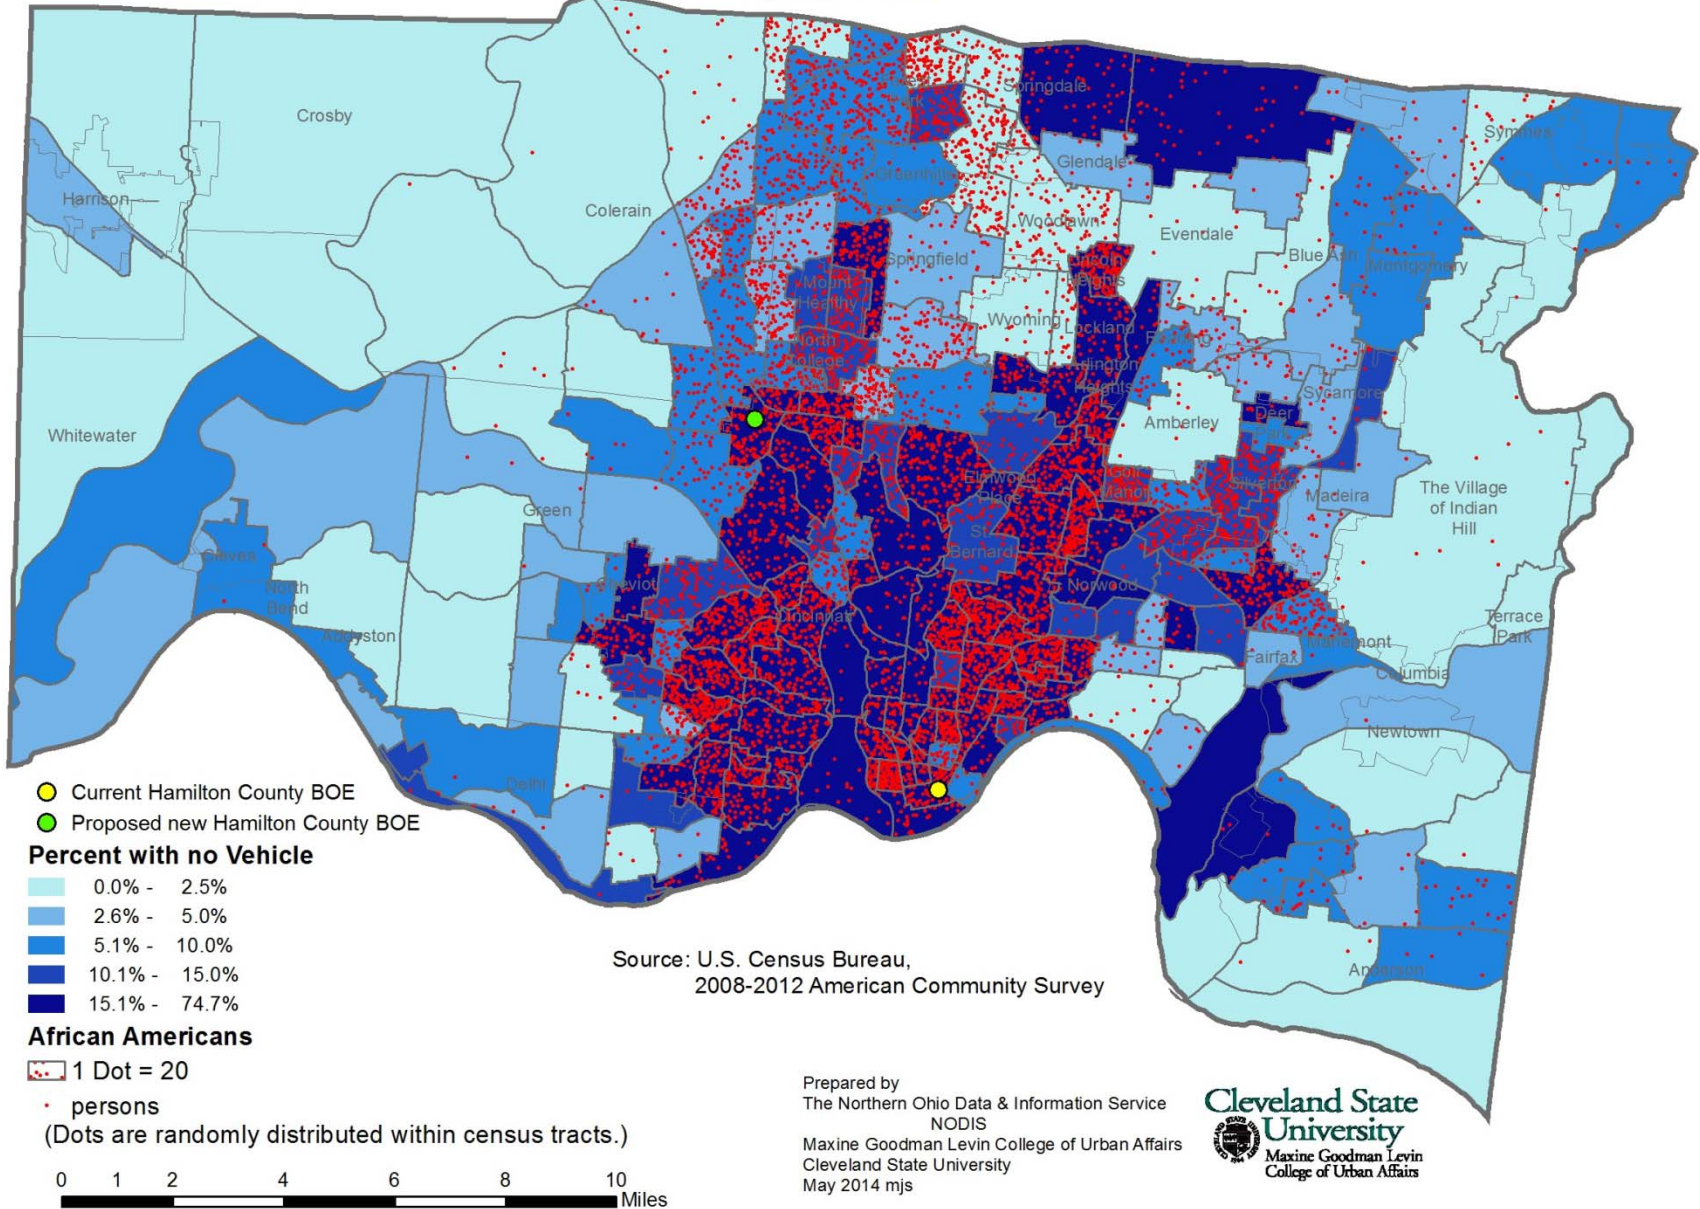 Crosby
Springdale
Symmes
Glendale
Greenhills
Harrison
Colerain
Woodlawn
Evendale
Blue Ash
Montgomery
Springfield
Lincoln
Heights
Mount
Healthy
Wyoming
Lockland
Reading
North
College
Arlington
Heights
Sycamore
Amberley
Deer
Park
Whitewater
Elmwood
Place
Silverton
Madeira
The Village
of Indian
Hill
Green
St.
Bernard
Cleves
Cheviot
Norwood
North
Bend
Cincinnati
Addyston
Terrace
Park
Mariemont
Fairfax
Columbia
Newtown
Delhi
Anderson
Current Hamilton County BOE
Proposed new Hamilton County BOE
Percent with no Vehicle
0.0% - 2.5%
2.6% - 5.0%
5.1% - 10.0%
10.1% - 15.0%
15.1% - 74.7%
African Americans
1 Dot = 20
persons
(Dots are randomly distributed within census tracts.)
0 1 2 4 6 8 10
Miles
Source: U.S. Census Bureau,
2008-2012 American Community Survey
Prepared by
The Northern Ohio Data & Information Service
NODIS
Maxine Goodman Levin College of Urban Affairs
Cleveland State University
May 2014 mjs
Cleveland State
University
Maxine Goodman Levin
College of Urban Affairs